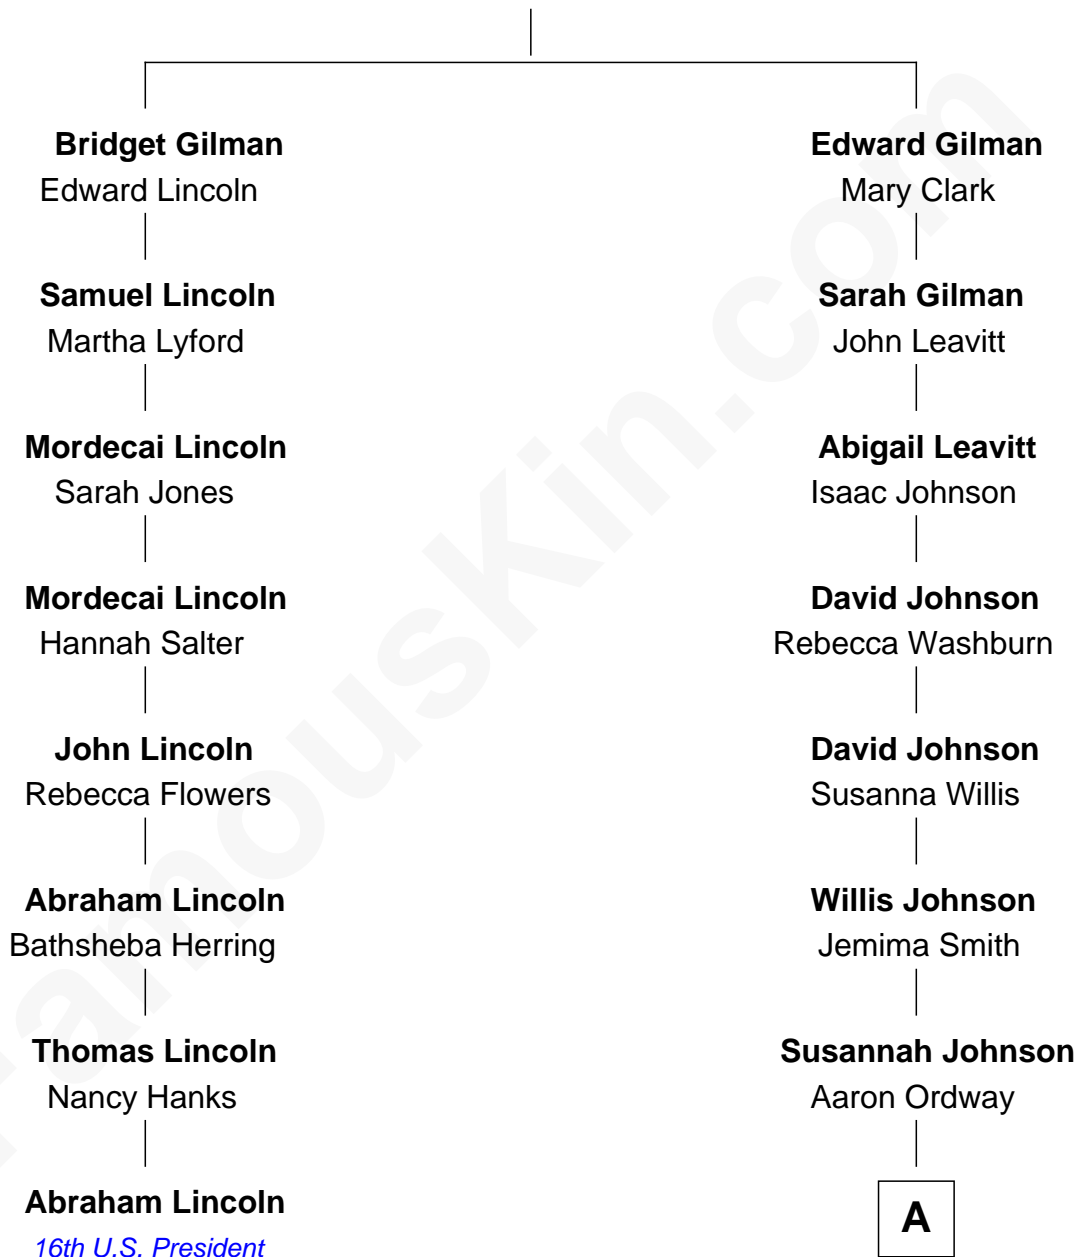 Bridget Gilman
Edward Lincoln
Samuel Lincoln
Martha Lyford
Mordecai Lincoln
Sarah Jones
Mordecai Lincoln
Hannah Salter
John Lincoln
Rebecca Flowers
Abraham Lincoln
Bathsheba Herring
Thomas Lincoln
Nancy Hanks
Abraham Lincoln
16th U.S. President
Edward Gilman
Mary Clark
Sarah Gilman
John Leavitt
Abigail Leavitt
Isaac Johnson
David Johnson
Rebecca Washburn
David Johnson
Susanna Willis
Willis Johnson
Jemima Smith
Susannah Johnson
Aaron Ordway
A
FamousKin.com